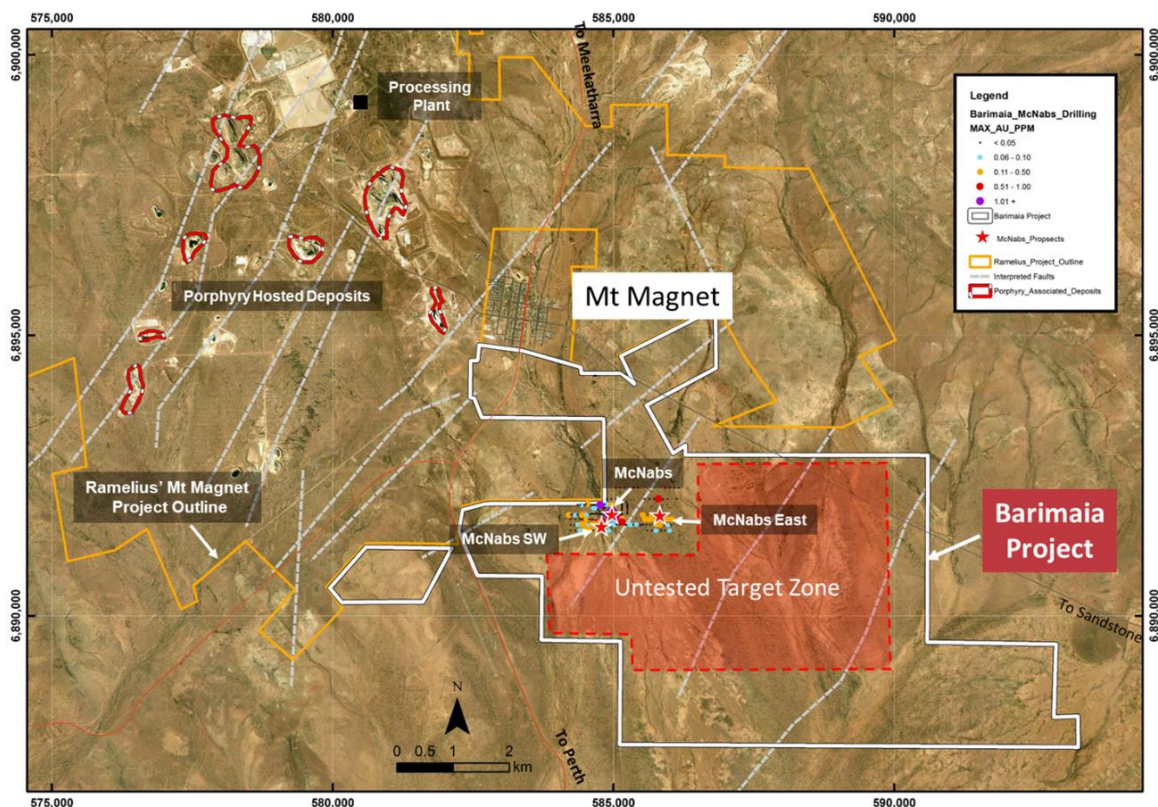 575,000
580,000
585,000
590,000
6,900,000
6,900,000
To Meekatharra
Processing
Plant
Legend
Barimaia_McNabs_Drilling
MAX_AU_PPM
< 0.05
0.06 - 0.10
0.11 - 0.50
0.51 - 1.00
1.01 +
Barimaia Project
McNabs_Propsects
Ramelius_Project_Outline
Interpreted Faults
Porphyry_Associated_Deposits
Porphyry Hosted Deposits
Mt Magnet
6,895,000
6,895,000
McNabs
Ramelius' Mt Magnet
Project Outline
McNabs SW
McNabs East
Barimaia
Project
Untested Target Zone
To Sandstone
6,890,000
6,890,000
N
0 0.5 1 2
km
To Perth
575,000
580,000
585,000
590,000